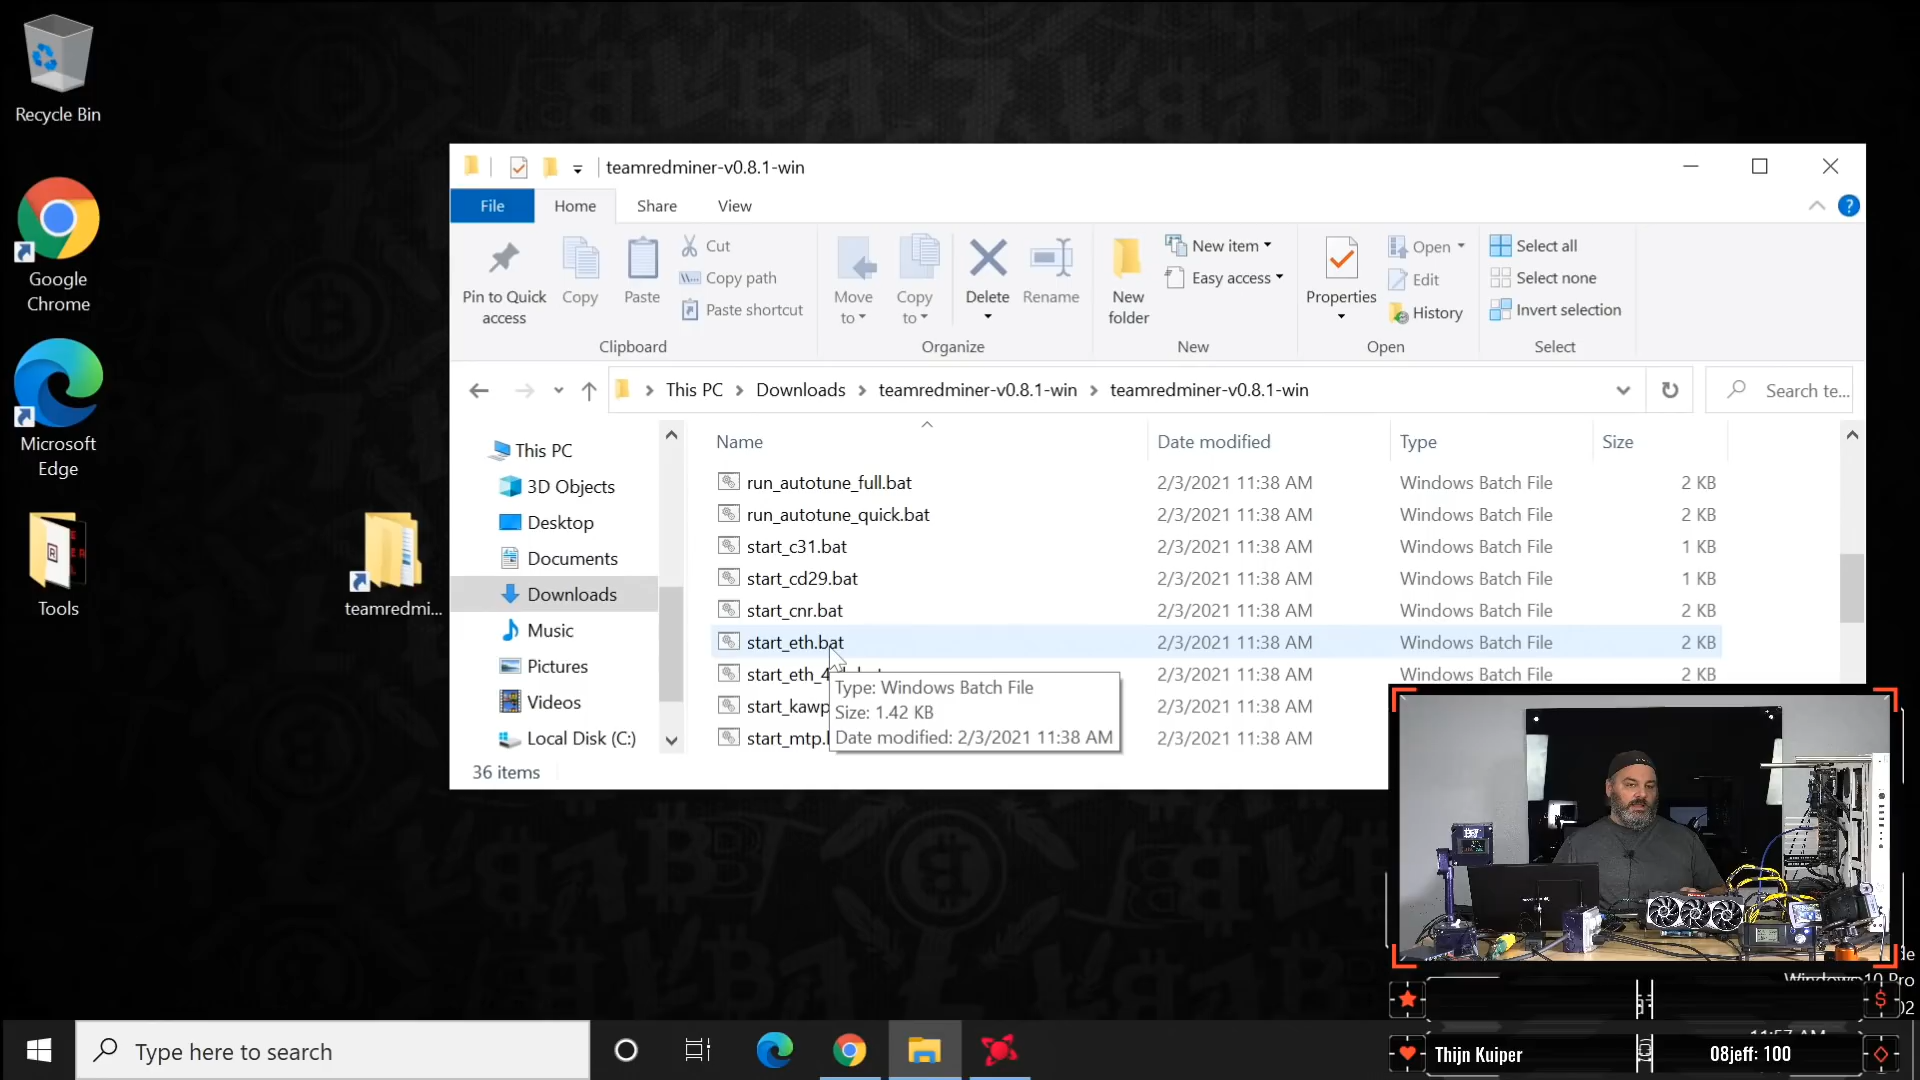 Recycle Bin
Google
Chrome
Microsoft
Edge
Tools
teamredmi...
teamredminer-v0.8.1-win
File
Home
Share
View
Pin to Quick
access
Copy
Paste
Cut
Copy path
Paste shortcut
Clipboard
Move
to
Copy
to
Delete
Rename
Organize
New
folder
New item
Easy access
New
Properties
Open
Edit
History
Open
Select all
Select none
Invert selection
Select
This PC
Downloads
teamredminer-v0.8.1-win
teamredminer-v0.8.1-win
Search te...
This PC
3D Objects
Desktop
Documents
Downloads
Music
Pictures
Videos
Local Disk (C:)
Name Date modified Type Size
run_autotune_full.bat 2/3/2021 11:38 AM Windows Batch File 2 KB
run_autotune_quick.bat 2/3/2021 11:38 AM Windows Batch File 2 KB
start_c31.bat 2/3/2021 11:38 AM Windows Batch File 1 KB
start_cd29.bat 2/3/2021 11:38 AM Windows Batch File 1 KB
start_cnr.bat 2/3/2021 11:38 AM Windows Batch File 2 KB
start_eth.bat 2/3/2021 11:38 AM Windows Batch File 2 KB
start_eth_4 2/3/2021 11:38 AM Windows Batch File 2 KB
start_kawp 2/3/2021 11:38 AM
start_mtp. 2/3/2021 11:38 AM
Type: Windows Batch File
Size: 1.42 KB
Date modified: 2/3/2021 11:38 AM
36 items
Type here to search
Windows 10 Pro
11:57 AM
Thijn Kuiper
08jeff: 100